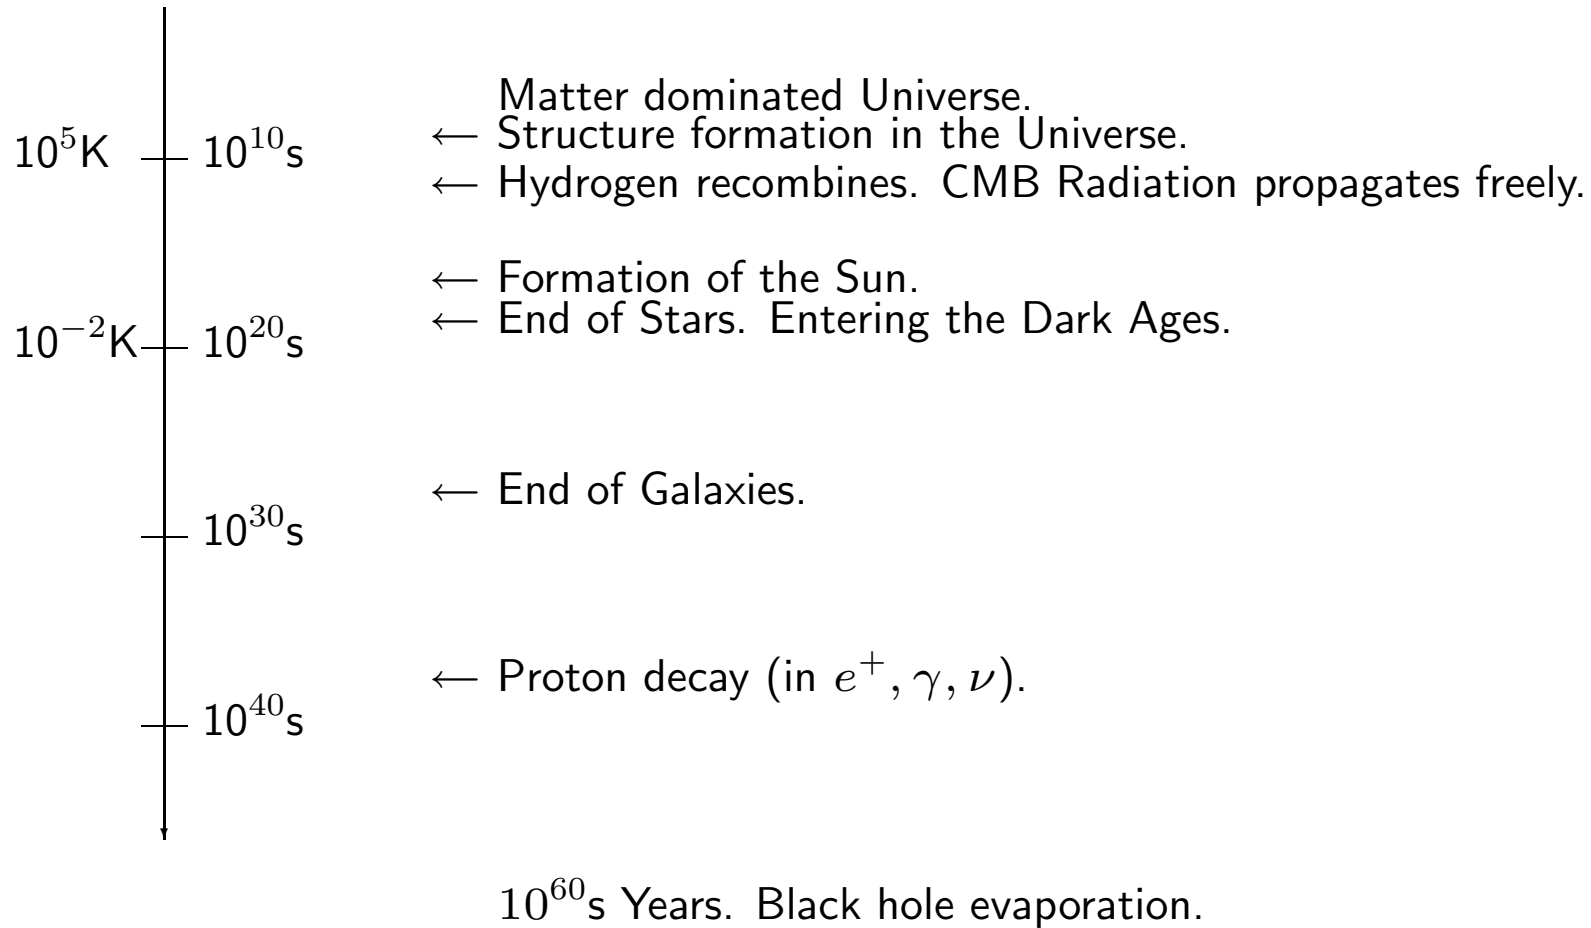 Matter dominated Universe.
← Structure formation in the Universe.
10⁵K 10¹⁰s
← Hydrogen recombines. CMB Radiation propagates freely.
← Formation of the Sun.
← End of Stars. Entering the Dark Ages.
10⁻²K 10²⁰s
← End of Galaxies.
10³⁰s
← Proton decay (in e⁺, γ, ν).
10⁴⁰s
10⁶⁰s Years. Black hole evaporation.